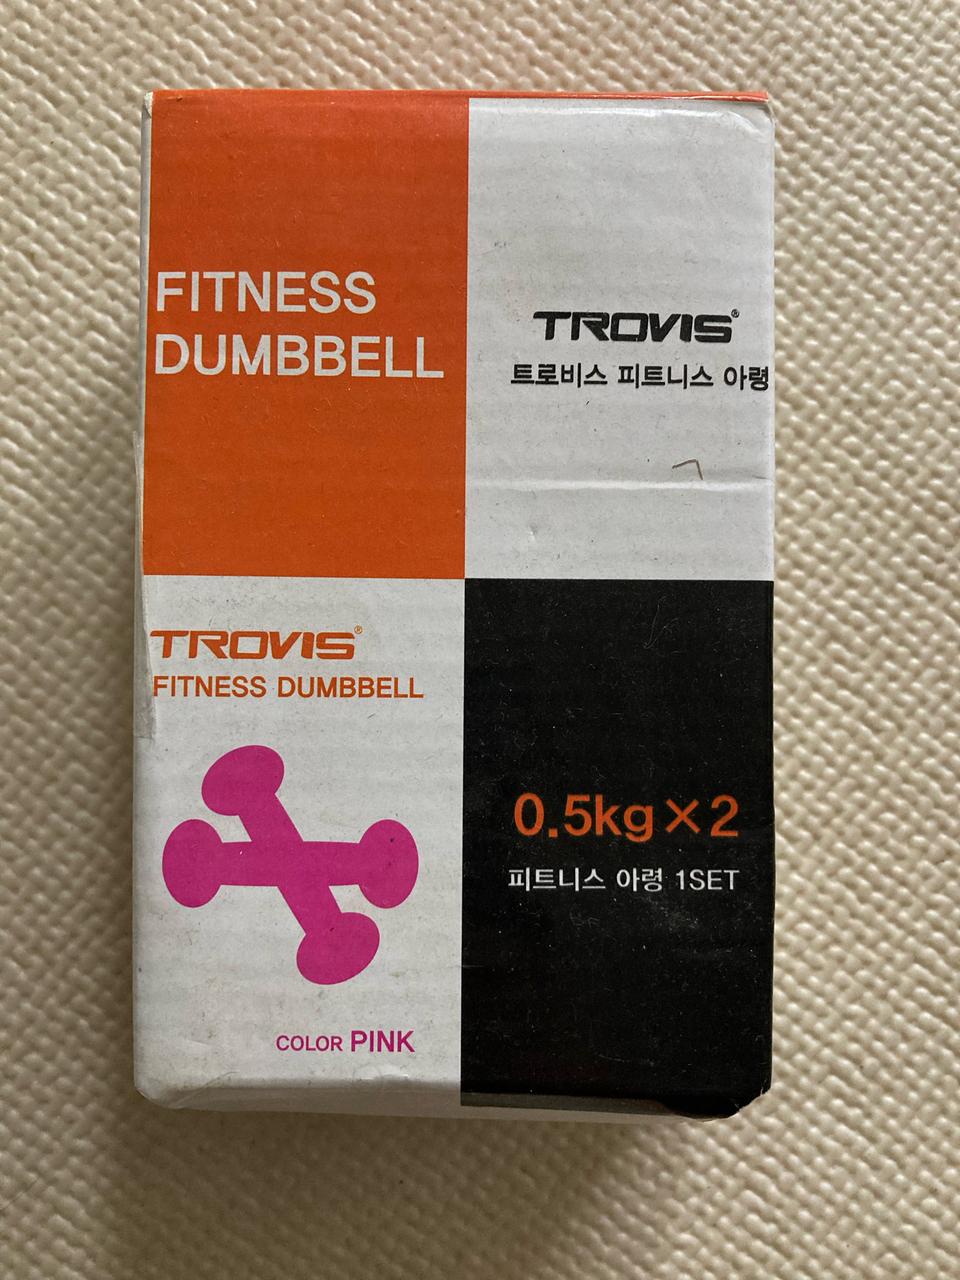 FITNESS
DUMBBELL
TROVIS®
트로비스 피트니스 아령
TROVIS®
FITNESS DUMBBELL
COLOR PINK
0.5kg×2
피트니스 아령 1SET